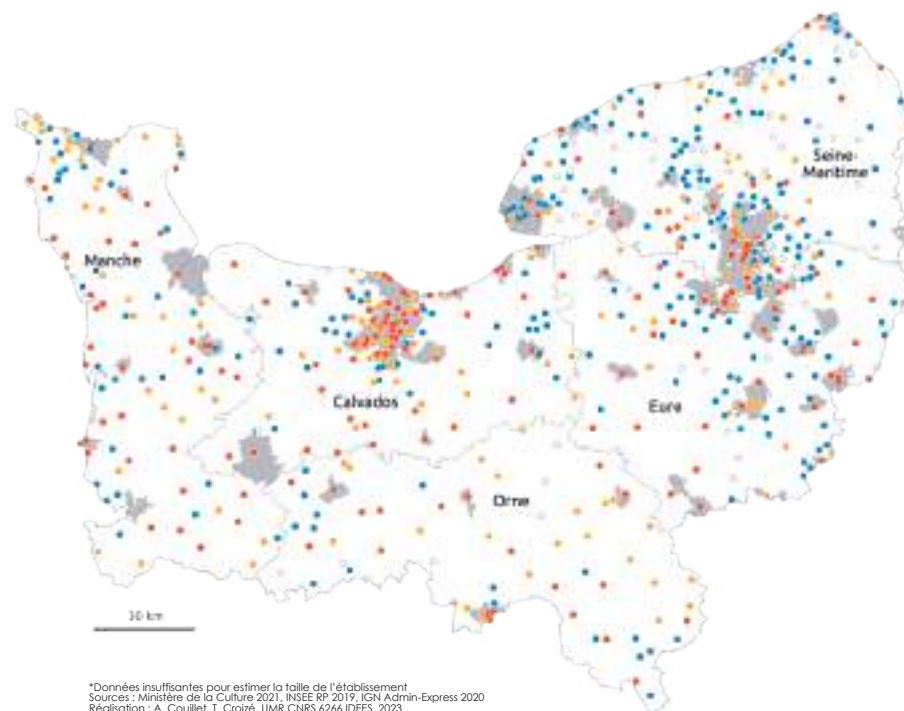 Seine-
Maritime
Manche
Calvados
Eure
Orne
30 km
*Données insuffisantes pour estimer la taille de l'établissement
Sources : Ministère de la Culture 2021, INSEE RP 2019, IGN Admin-Express 2020
Réalisation : A. Couillet, T. Croizé, UMR CNRS 6266 IDEES, 2023